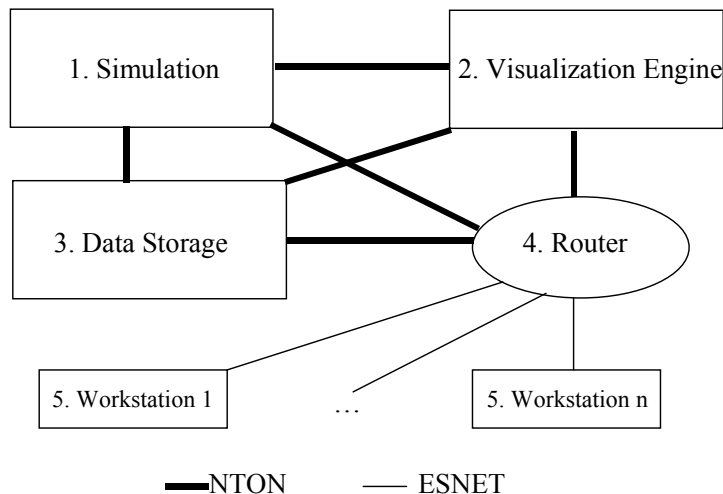 1. Simulation
2. Visualization Engine
3. Data Storage
4. Router
5. Workstation 1
…
5. Workstation n
NTON
ESNET